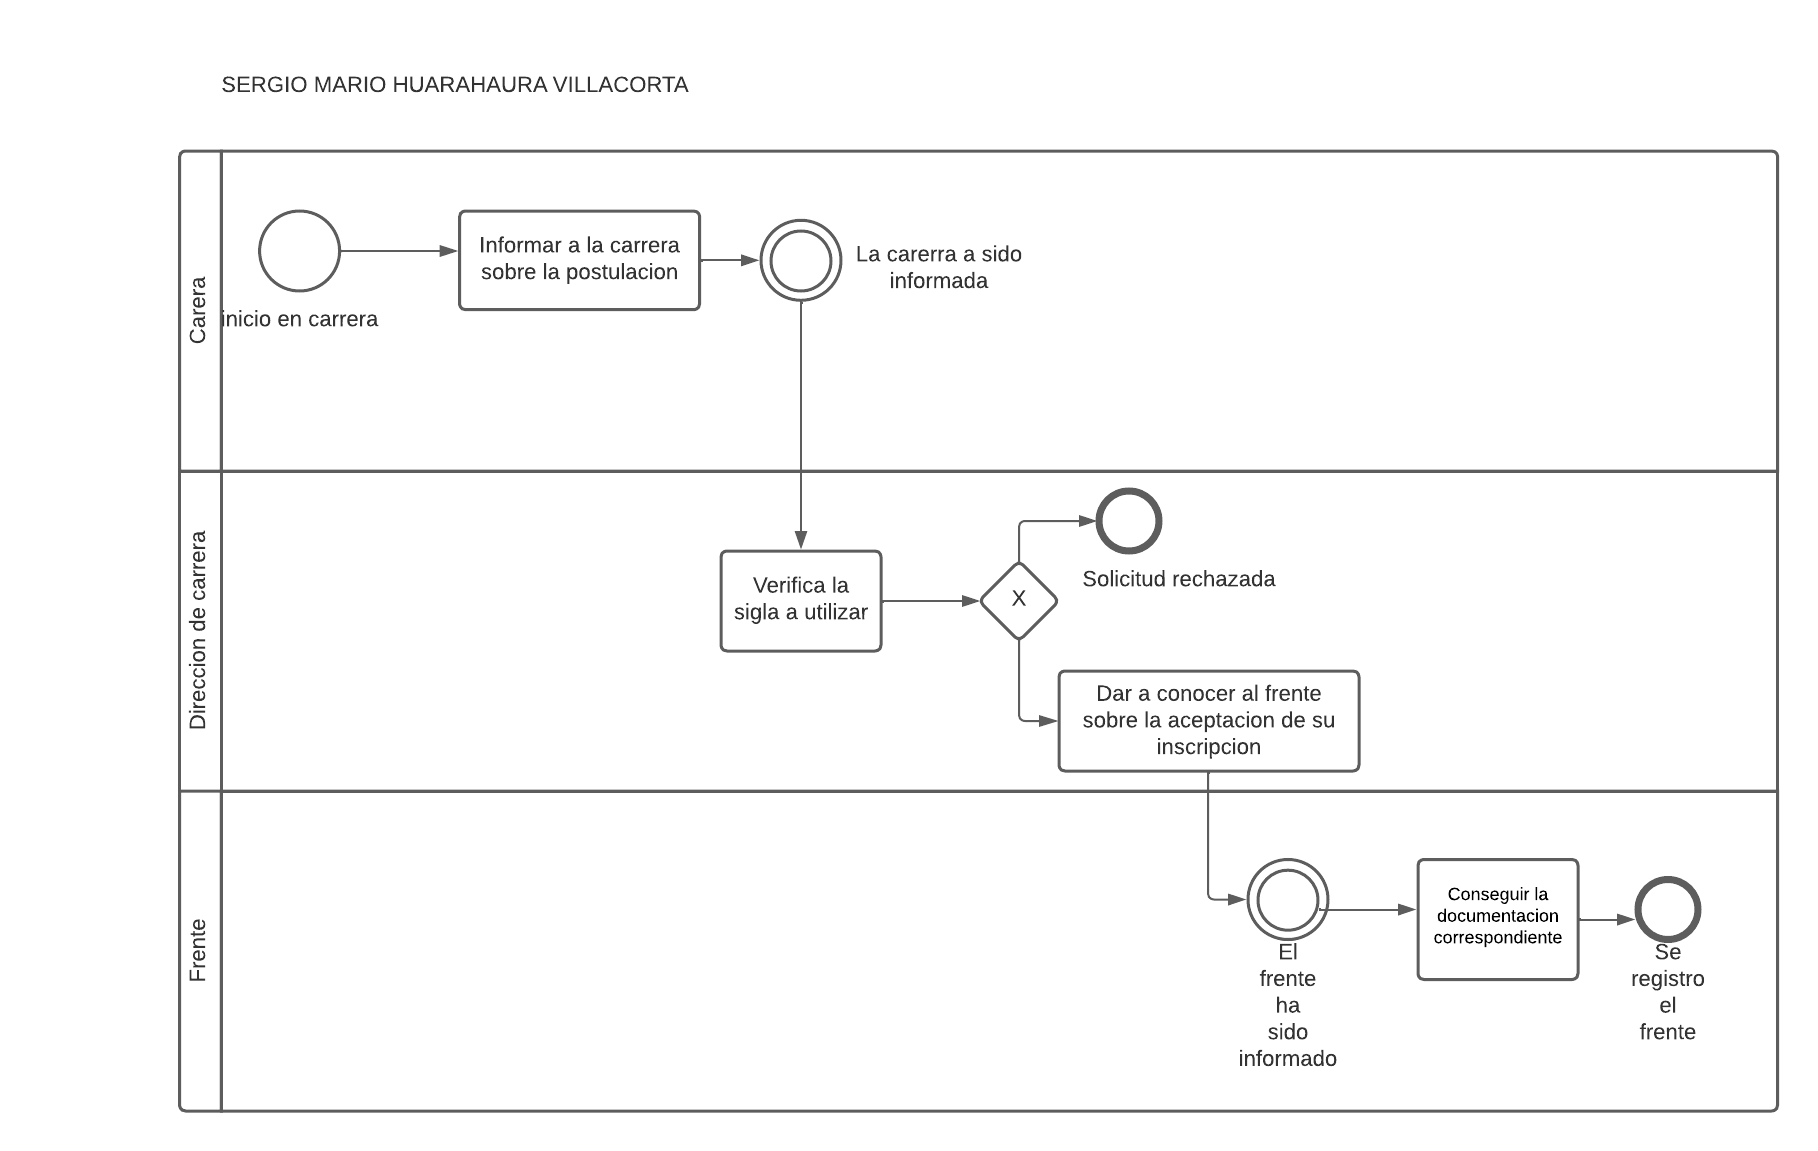 SERGIO MARIO HUARAHAURA VILLACORTA
Carera
inicio en carrera
Informar a la carrera
sobre la postulacion
La carerra a sido
informada
Direccion de carrera
Verifica la
sigla a utilizar
X
Solicitud rechazada
Dar a conocer al frente
sobre la aceptacion de su
inscripcion
Frente
El
frente
ha
sido
informado
Conseguir la
documentacion
correspondiente
Se
registro
el
frente